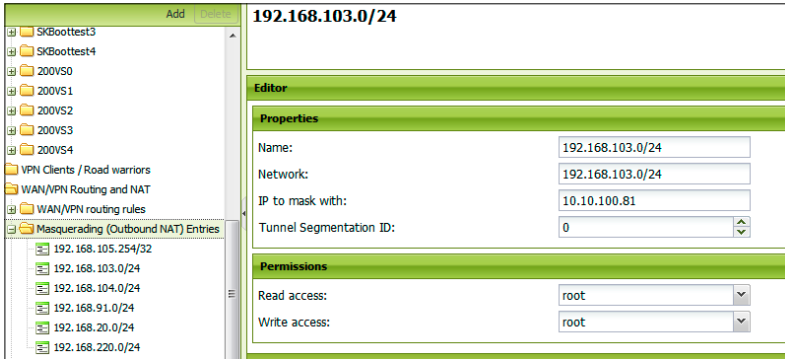 Add Delete
SKBoottest3
SKBoottest4
200VS0
200VS1
200VS2
200VS3
200VS4
VPN Clients / Road warriors
WAN/VPN Routing and NAT
WAN/VPN routing rules
Masquerading (Outbound NAT) Entries
192.168.105.254/32
192.168.103.0/24
192.168.104.0/24
192.168.91.0/24
192.168.20.0/24
192.168.220.0/24
192.168.103.0/24
Editor
Properties
Name: 192.168.103.0/24
Network: 192.168.103.0/24
IP to mask with: 10.10.100.81
Tunnel Segmentation ID: 0
Permissions
Read access: root
Write access: root